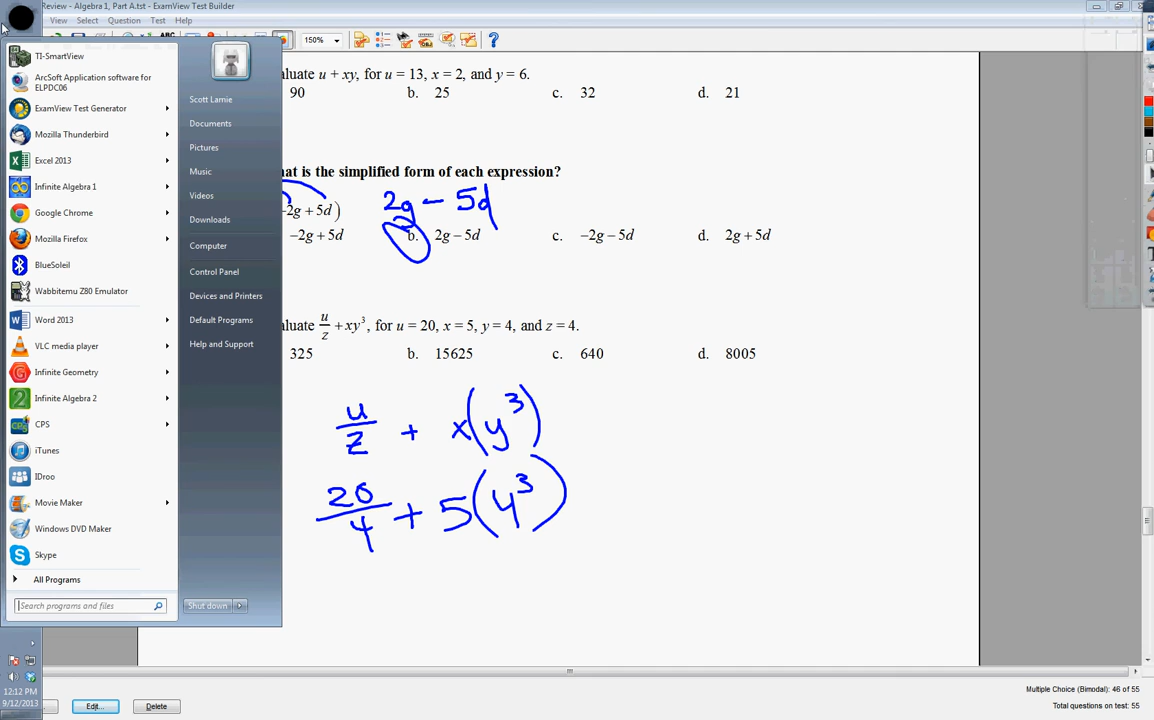 Review - Algebra 1, Part A.tst - ExamView Test Builder
View Select Question Test Help
150%
TI-SmartView
ArcSoft Application software for
ELPDC06
ExamView Test Generator
Mozilla Thunderbird
Excel 2013
Infinite Algebra 1
Google Chrome
Mozilla Firefox
BlueSoleil
Wabbitemu Z80 Emulator
Word 2013
VLC media player
Infinite Geometry
Infinite Algebra 2
CPS
iTunes
IDroo
Movie Maker
Windows DVD Maker
Skype
All Programs
Search programs and files
Scott Lamie
Documents
Pictures
Music
Videos
Downloads
Computer
Control Panel
Devices and Printers
Default Programs
Help and Support
Shut down
12:12 PM
9/12/2013
aluate u + xy, for u = 13, x = 2, and y = 6.
90 b. 25 c. 32 d. 21
hat is the simplified form of each expression?
-2g + 5d) 2g - 5d
-2g + 5d b. 2g - 5d c. -2g - 5d d. 2g + 5d
aluate u/z + xy³, for u = 20, x = 5, y = 4, and z = 4.
325 b. 15625 c. 640 d. 8005
u/z + x(y³)
20/4 + 5(4³)
Edit... Delete
Multiple Choice (Bimodal): 46 of 55
Total questions on test: 55